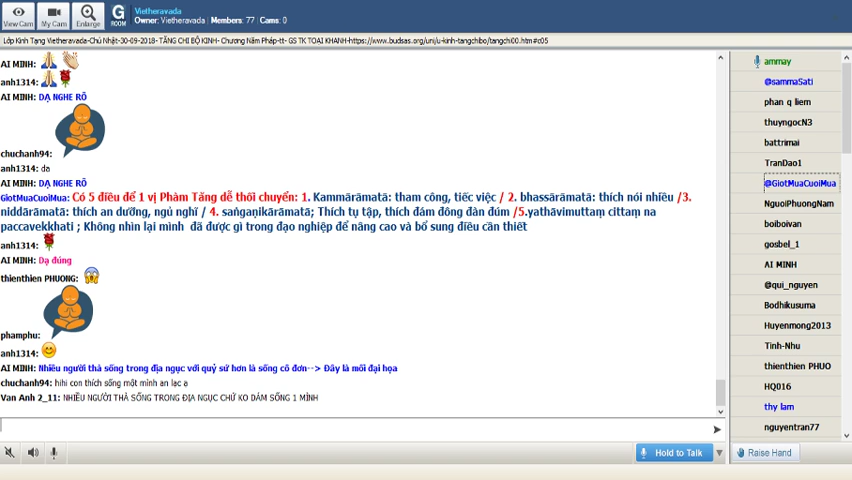 View Cam
My Cam
Enlarge
G
ROOM
Vietheravada
Owner: Vietheravada | Members: 77 | Cams: 0
Lớp Kinh Tạng Vietheravada-Chủ Nhật-30-09-2018- TĂNG CHI BỘ KINH- Chương Năm Pháp-tt- GS TK TOẠI KHANH-https://www.budsas.org/uni/u-kinh-tangchibo/tangchi00.htm#c05
AI MINH:
anh1314:
AI MINH: DẠ NGHE RÕ
chuchanh94:
anh1314: da
AI MINH: DẠ NGHE RÕ
GiotMuaCuoiMua: Có 5 điều để 1 vị Phàm Tăng dễ thối chuyển: 1. Kammārāmatā: tham công, tiếc việc / 2. bhassārāmatā: thích nói nhiều /3.
niddārāmatā: thích an dưỡng, ngủ nghỉ / 4. saṅgaṇikārāmatā; Thích tụ tập, thích đám đông đàn đúm /5.yathāvimuttaṃ cittaṃ na
paccavekkhati ; Không nhìn lại mình đã được gì trong đạo nghiệp để nâng cao và bổ sung điều cần thiết
anh1314:
AI MINH: Dạ đúng
thienthien PHUONG:
phamphu:
anh1314:
AI MINH: Nhiều người thà sống trong địa ngục với quỷ sứ hơn là sống cô đơn--> Đây là mối đại họa
chuchanh94: hihi con thích sống một mình an lạc ạ
Van Anh 2_11: NHIỀU NGƯỜI THÀ SỐNG TRONG ĐỊA NGỤC CHỨ KO DÁM SỐNG 1 MÌNH
Hold to Talk
Raise Hand
ammay
@sammaSati
phan q liem
thuyngocN3
battrimai
TranDao1
@GiotMuaCuoiMua
NguoiPhuongNam
boiboivan
gosbel_1
AI MINH
@qui_nguyen
Bodhikusuma
Huyenmong2013
Tinh-Nhu
thienthien PHUO
HQ016
thy lam
nguyentran77